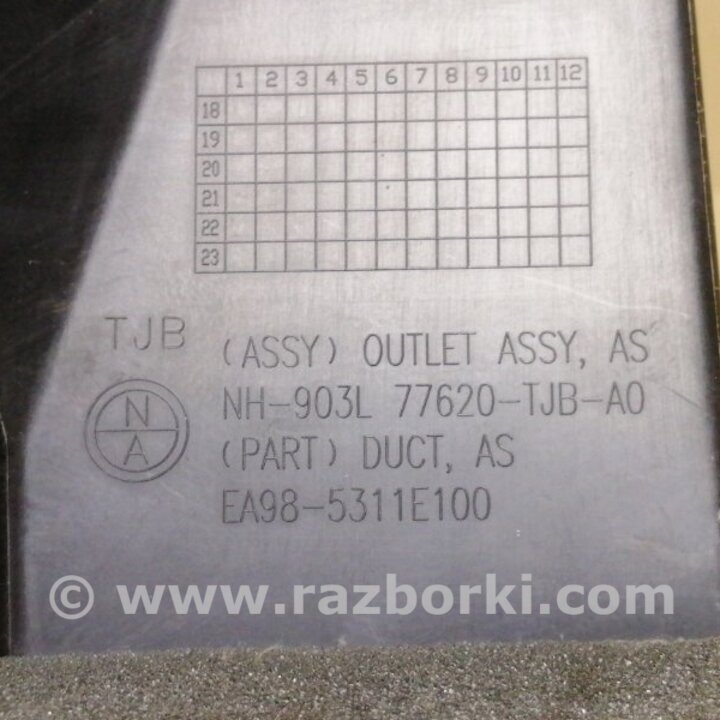 1 2 3 4 5 6 7 8 9 10 11 12
18
19
20
21
22
23
TJB
(ASSY) OUTLET ASSY, AS
NH-903L 77620-TJB-A0
N
A
(PART) DUCT, AS
EA98-5311E100
© www.razborki.com